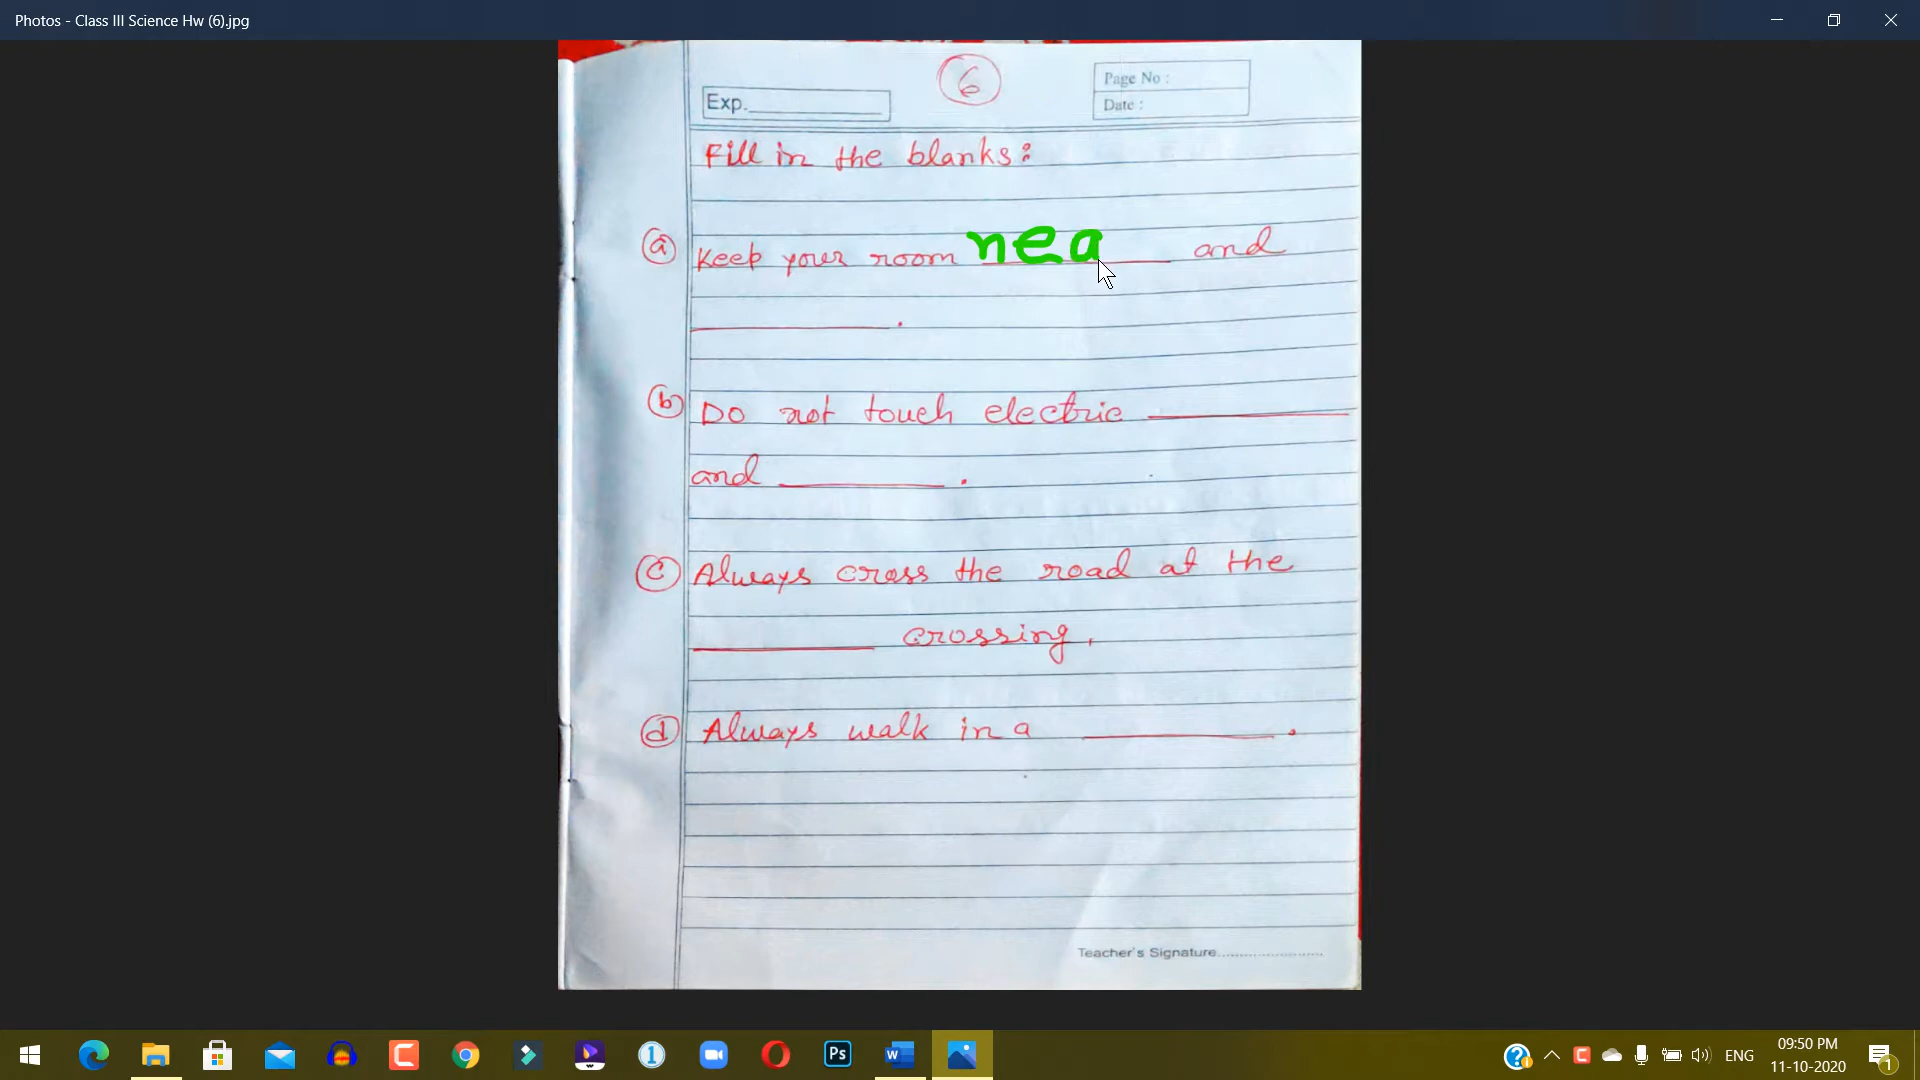 Photos - Class III Science Hw (6).jpg
6
Exp.
Page No :
Date :
Fill in the blanks:
a Keep your room nea and
.
b Do not touch electric
and .
c Always cross the road at the
crossing.
d Always walk in a .
Teacher's Signature........................
09:50 PM
ENG
11-10-2020
1
Ps
W